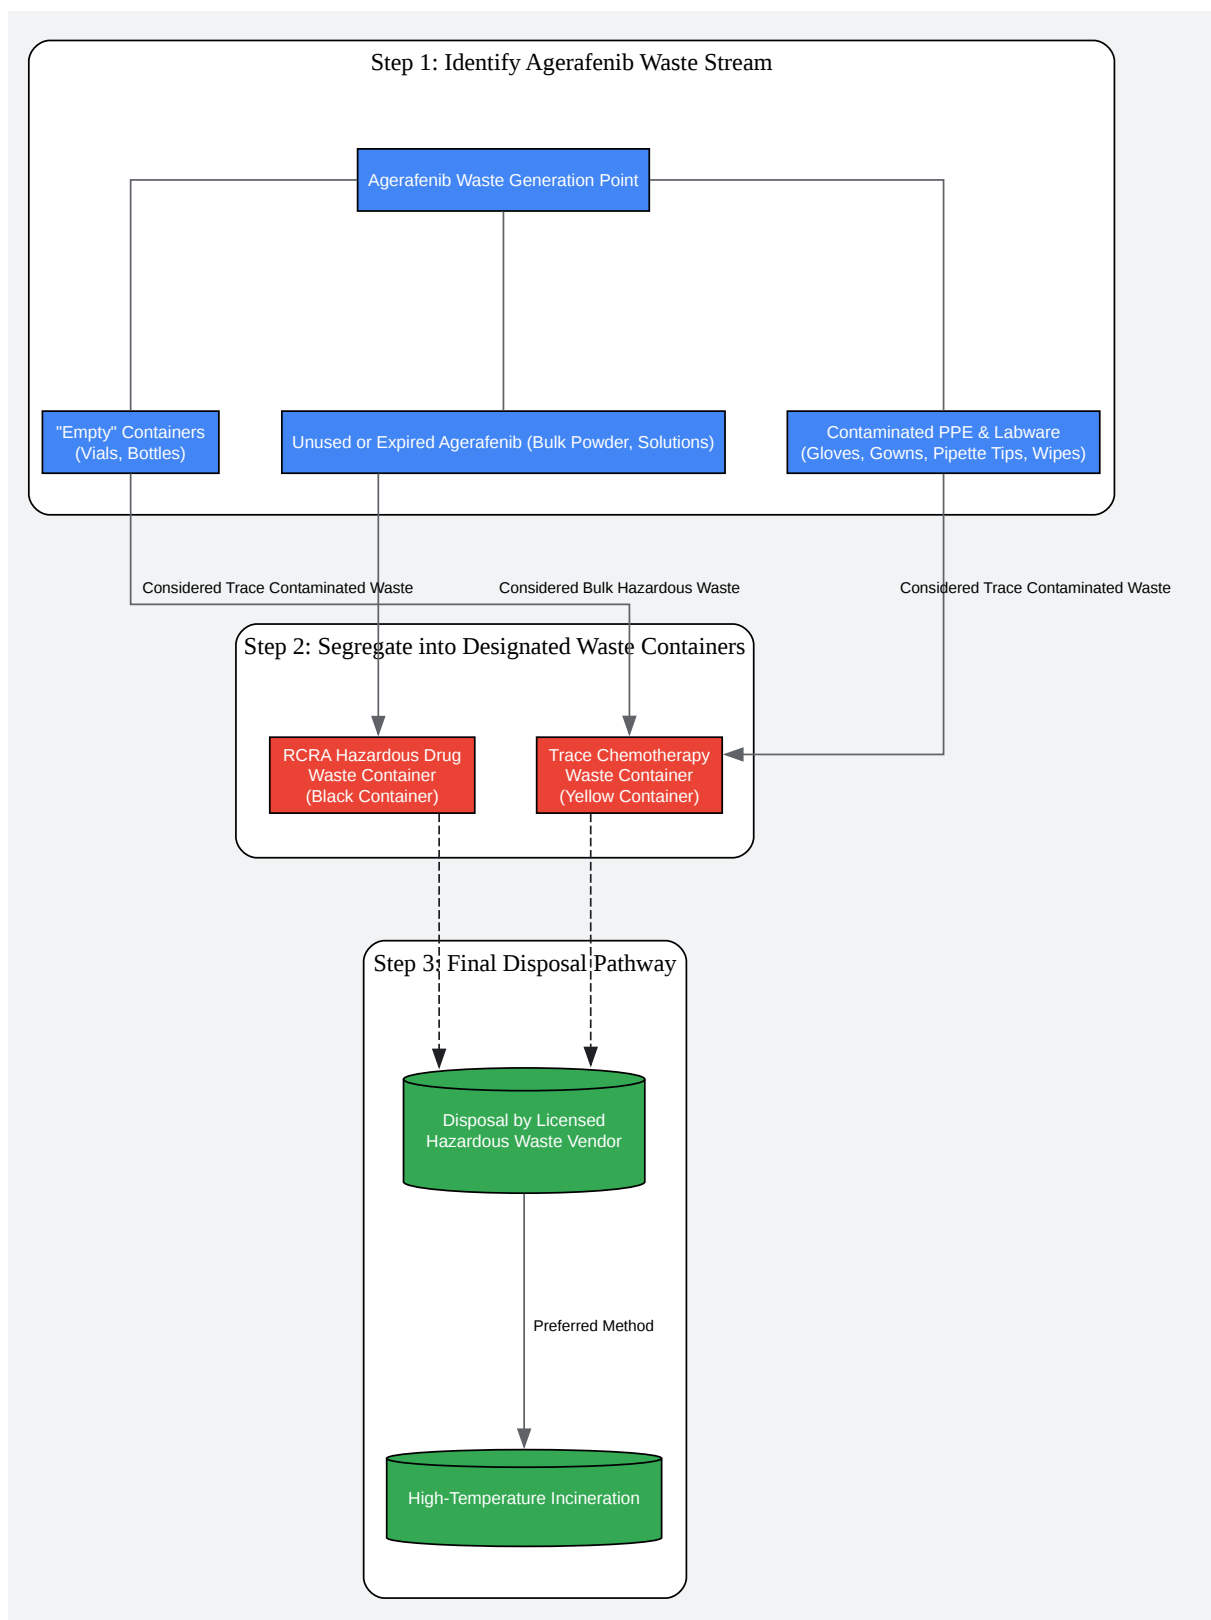 Step 1: Identify Agerafenib Waste Stream
Agerafenib Waste Generation Point
"Empty" Containers
(Vials, Bottles)
Unused or Expired Agerafenib (Bulk Powder, Solutions)
Contaminated PPE & Labware
(Gloves, Gowns, Pipette Tips, Wipes)
Considered Trace Contaminated Waste
Considered Bulk Hazardous Waste
Considered Trace Contaminated Waste
Step 2: Segregate into Designated Waste Containers
RCRA Hazardous Drug
Waste Container
(Black Container)
Trace Chemotherapy
Waste Container
(Yellow Container)
Step 3: Final Disposal Pathway
Disposal by Licensed
Hazardous Waste Vendor
Preferred Method
High-Temperature Incineration